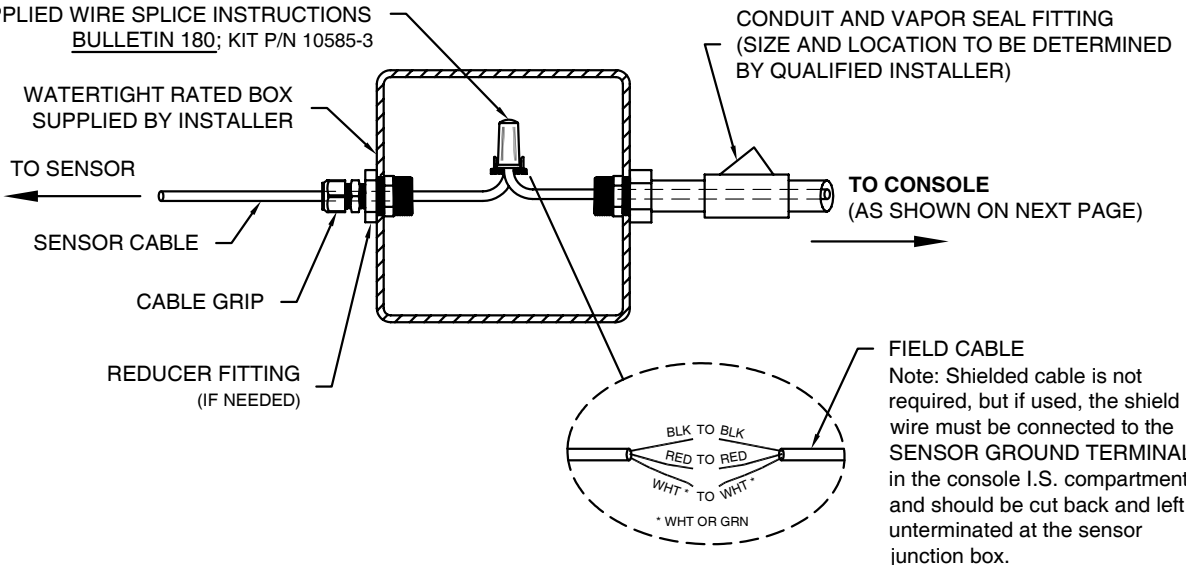 WIRE SPLICE INSTRUCTIONS
BULLETIN 180; KIT P/N 10585-3
CONDUIT AND VAPOR SEAL FITTING
(SIZE AND LOCATION TO BE DETERMINED
BY QUALIFIED INSTALLER)
WATERTIGHT RATED BOX
SUPPLIED BY INSTALLER
TO SENSOR
TO CONSOLE
(AS SHOWN ON NEXT PAGE)
SENSOR CABLE
CABLE GRIP
REDUCER FITTING
(IF NEEDED)
FIELD CABLE
Note: Shielded cable is not
required, but if used, the shield
wire must be connected to the
SENSOR GROUND TERMINAL
in the console I.S. compartment
and should be cut back and left
unterminated at the sensor
junction box.
BLK TO BLK
RED TO RED
WHT * TO WHT *
* WHT OR GRN